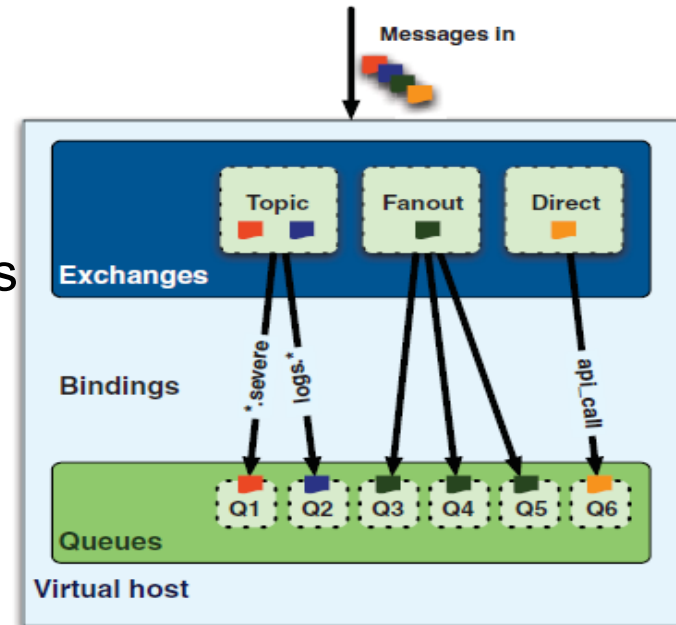 Messages in
Topic Fanout Direct
s
Exchanges
*.severe
logs.*
api_call
Bindings
Q1 Q2 Q3 Q4 Q5 Q6
Queues
Virtual host